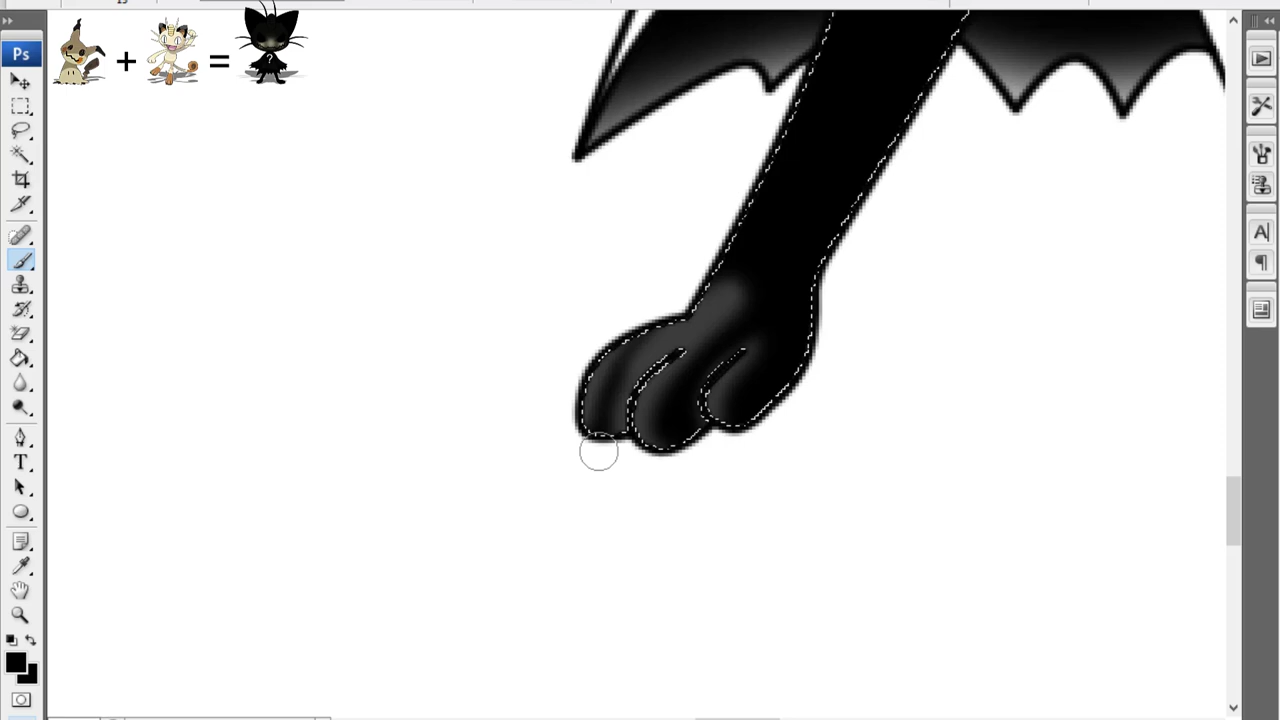 Ps
+ = ?
T
A
¶